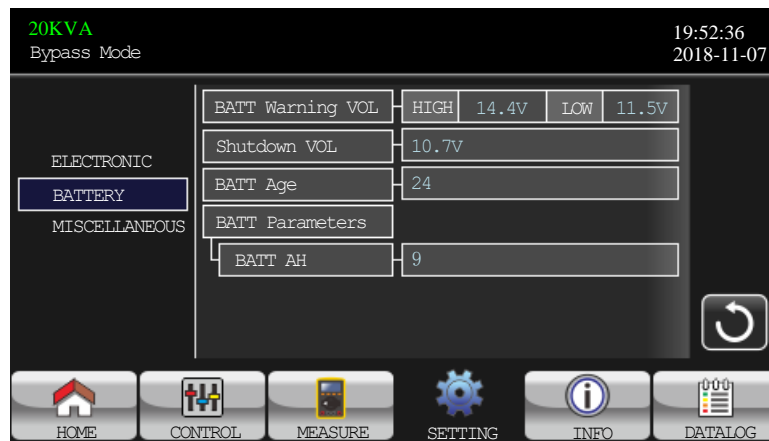 20KVA
Bypass Mode
19:52:36
2018-11-07
ELECTRONIC
BATTERY
MISCELLANEOUS
BATT Warning VOL HIGH 14.4V LOW 11.5V
Shutdown VOL 10.7V
BATT Age 24
BATT Parameters
BATT AH 9
HOME CONTROL MEASURE SETTING INFO DATALOG